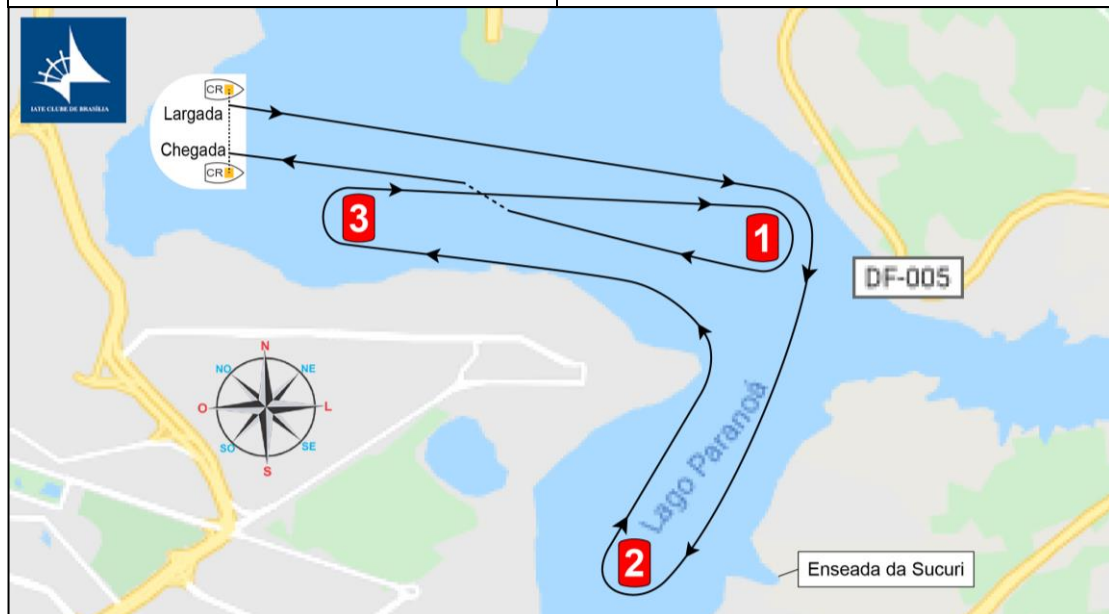 IATE CLUBE DE BRASÍLIA
CR
Largada
Chegada
CR
3
1
DF-005
N
NO
NE
O
L
SO
SE
S
Lago Paranoá
2
Enseada da Sucuri